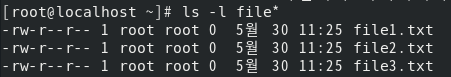 [root@localhost ~]# ls -l file*
-rw-r--r-- 1 root root 0  5월 30 11:25 file1.txt
-rw-r--r-- 1 root root 0  5월 30 11:25 file2.txt
-rw-r--r-- 1 root root 0  5월 30 11:25 file3.txt